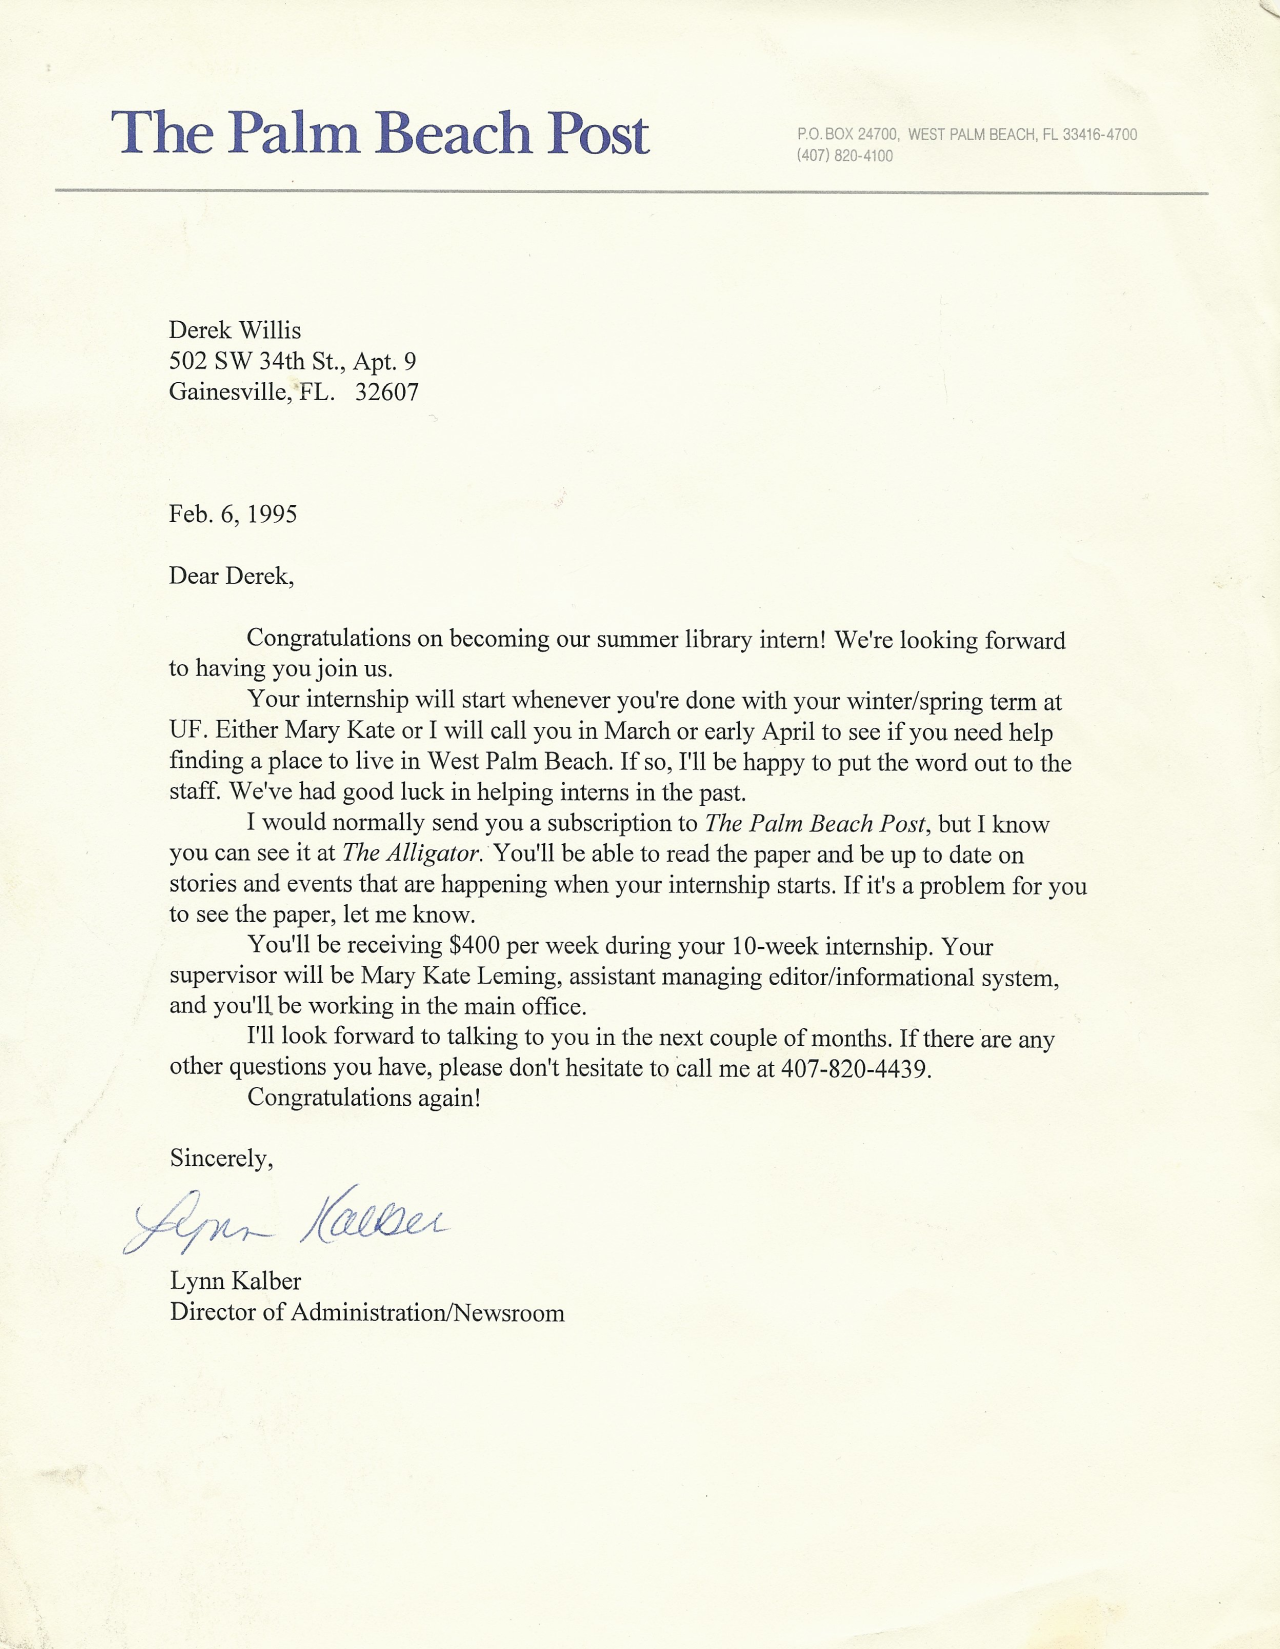 The Palm Beach Post
P.O. BOX 24700, WEST PALM BEACH, FL 33416-4700
(407) 820-4100
Derek Willis
502 SW 34th St., Apt. 9
Gainesville, FL. 32607
Feb. 6, 1995
Dear Derek,
Congratulations on becoming our summer library intern! We're looking forward
to having you join us.
Your internship will start whenever you're done with your winter/spring term at
UF. Either Mary Kate or I will call you in March or early April to see if you need help
finding a place to live in West Palm Beach. If so, I'll be happy to put the word out to the
staff. We've had good luck in helping interns in the past.
I would normally send you a subscription to The Palm Beach Post, but I know
you can see it at The Alligator. You'll be able to read the paper and be up to date on
stories and events that are happening when your internship starts. If it's a problem for you
to see the paper, let me know.
You'll be receiving $400 per week during your 10-week internship. Your
supervisor will be Mary Kate Leming, assistant managing editor/informational system,
and you'll be working in the main office.
I'll look forward to talking to you in the next couple of months. If there are any
other questions you have, please don't hesitate to call me at 407-820-4439.
Congratulations again!
Sincerely,
Lynn Kalber
Lynn Kalber
Director of Administration/Newsroom